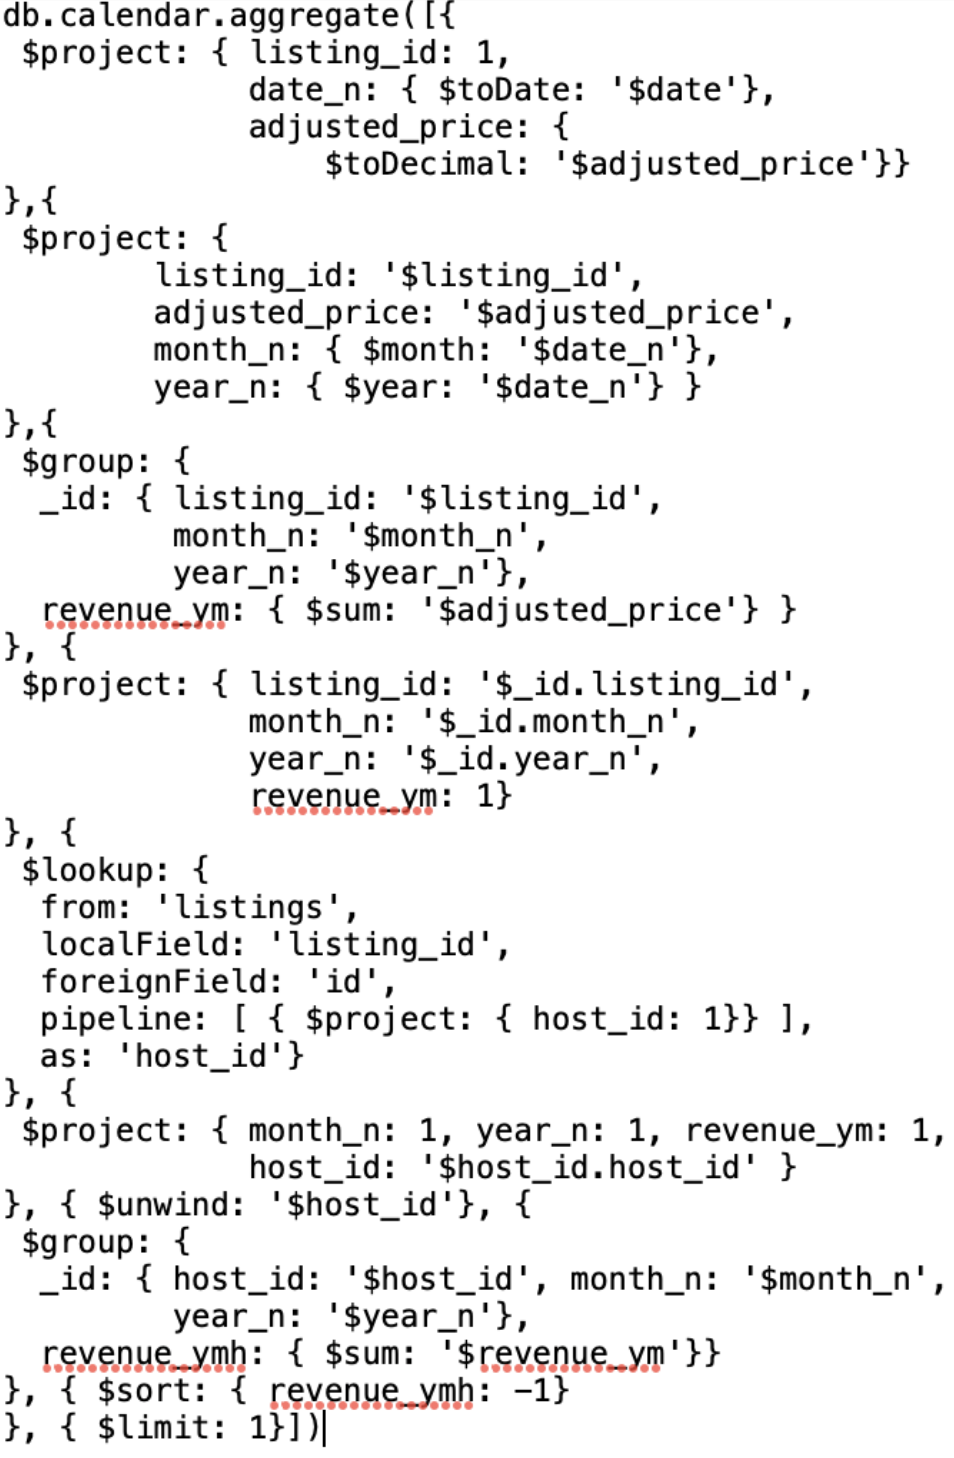 db.calendar.aggregate([{
$project: { listing_id: 1,
date_n: { $toDate: '$date'},
adjusted_price: {
$toDecimal: '$adjusted_price'}}
},{
$project: {
listing_id: '$listing_id',
adjusted_price: '$adjusted_price',
month_n: { $month: '$date_n'},
year_n: { $year: '$date_n'} }
},{
$group: {
_id: { listing_id: '$listing_id',
month_n: '$month_n',
year_n: '$year_n'},
revenue_ym: { $sum: '$adjusted_price'} }
}, {
$project: { listing_id: '$_id.listing_id',
month_n: '$_id.month_n',
year_n: '$_id.year_n',
revenue_ym: 1}
}, {
$lookup: {
from: 'listings',
localField: 'listing_id',
foreignField: 'id',
pipeline: [ { $project: { host_id: 1}} ],
as: 'host_id'}
}, {
$project: { month_n: 1, year_n: 1, revenue_ym: 1,
host_id: '$host_id.host_id' }
}, { $unwind: '$host_id'}, {
$group: {
_id: { host_id: '$host_id', month_n: '$month_n',
year_n: '$year_n'},
revenue_ymh: { $sum: '$revenue_ym'}}
}, { $sort: { revenue_ymh: -1}
}, { $limit: 1}])